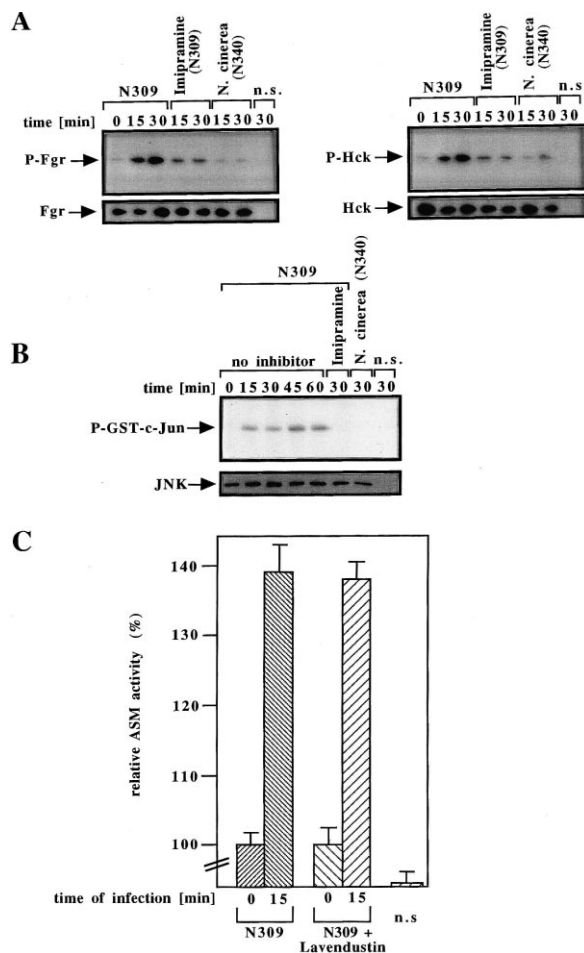 A
Imipramine (N309)
N. cinerea (N340)
N309
n.s.
time [min] 0 15 30 15 30 15 30 30
P-Fgr
Fgr
Imipramine (N309)
N. cinerea (N340)
N309
n.s.
0 15 30 15 30 15 30 30
P-Hck
Hck
B
N309
Imipramine
N. cinerea (N340)
no inhibitor
n.s.
time [min] 0 15 30 45 60 30 30 30
P-GST-c-Jun
JNK
C
relative ASM activity (%)
140
130
120
110
100
time of infection [min] 0 15 0 15
n.s
N309
N309 +
Lavendustin